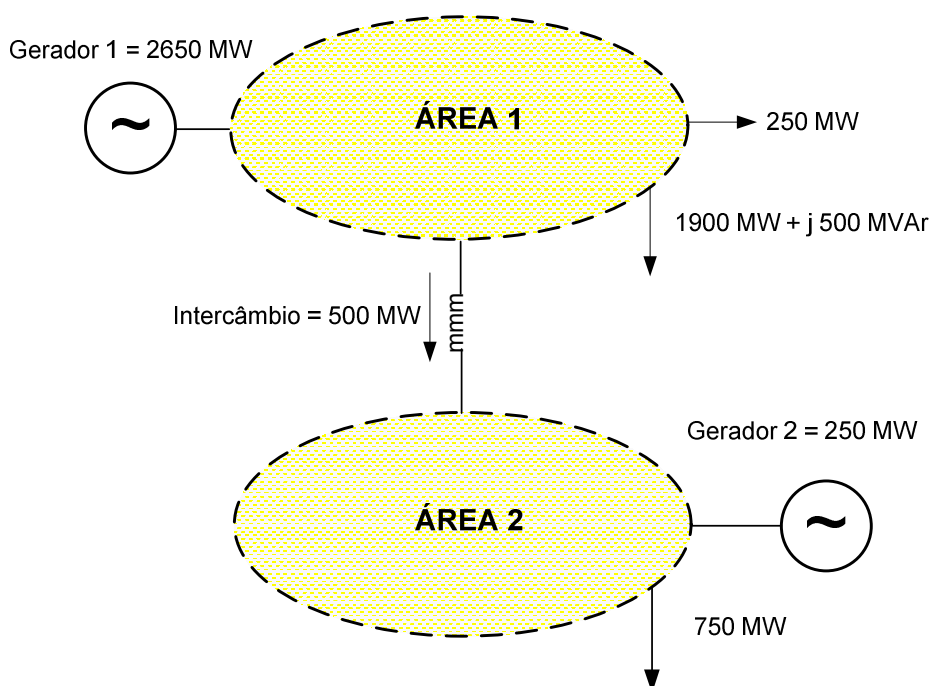 Gerador 1 = 2650 MW
~
ÁREA 1
250 MW
1900 MW + j 500 MVAr
Intercâmbio = 500 MW
mmm
Gerador 2 = 250 MW
ÁREA 2
~
750 MW